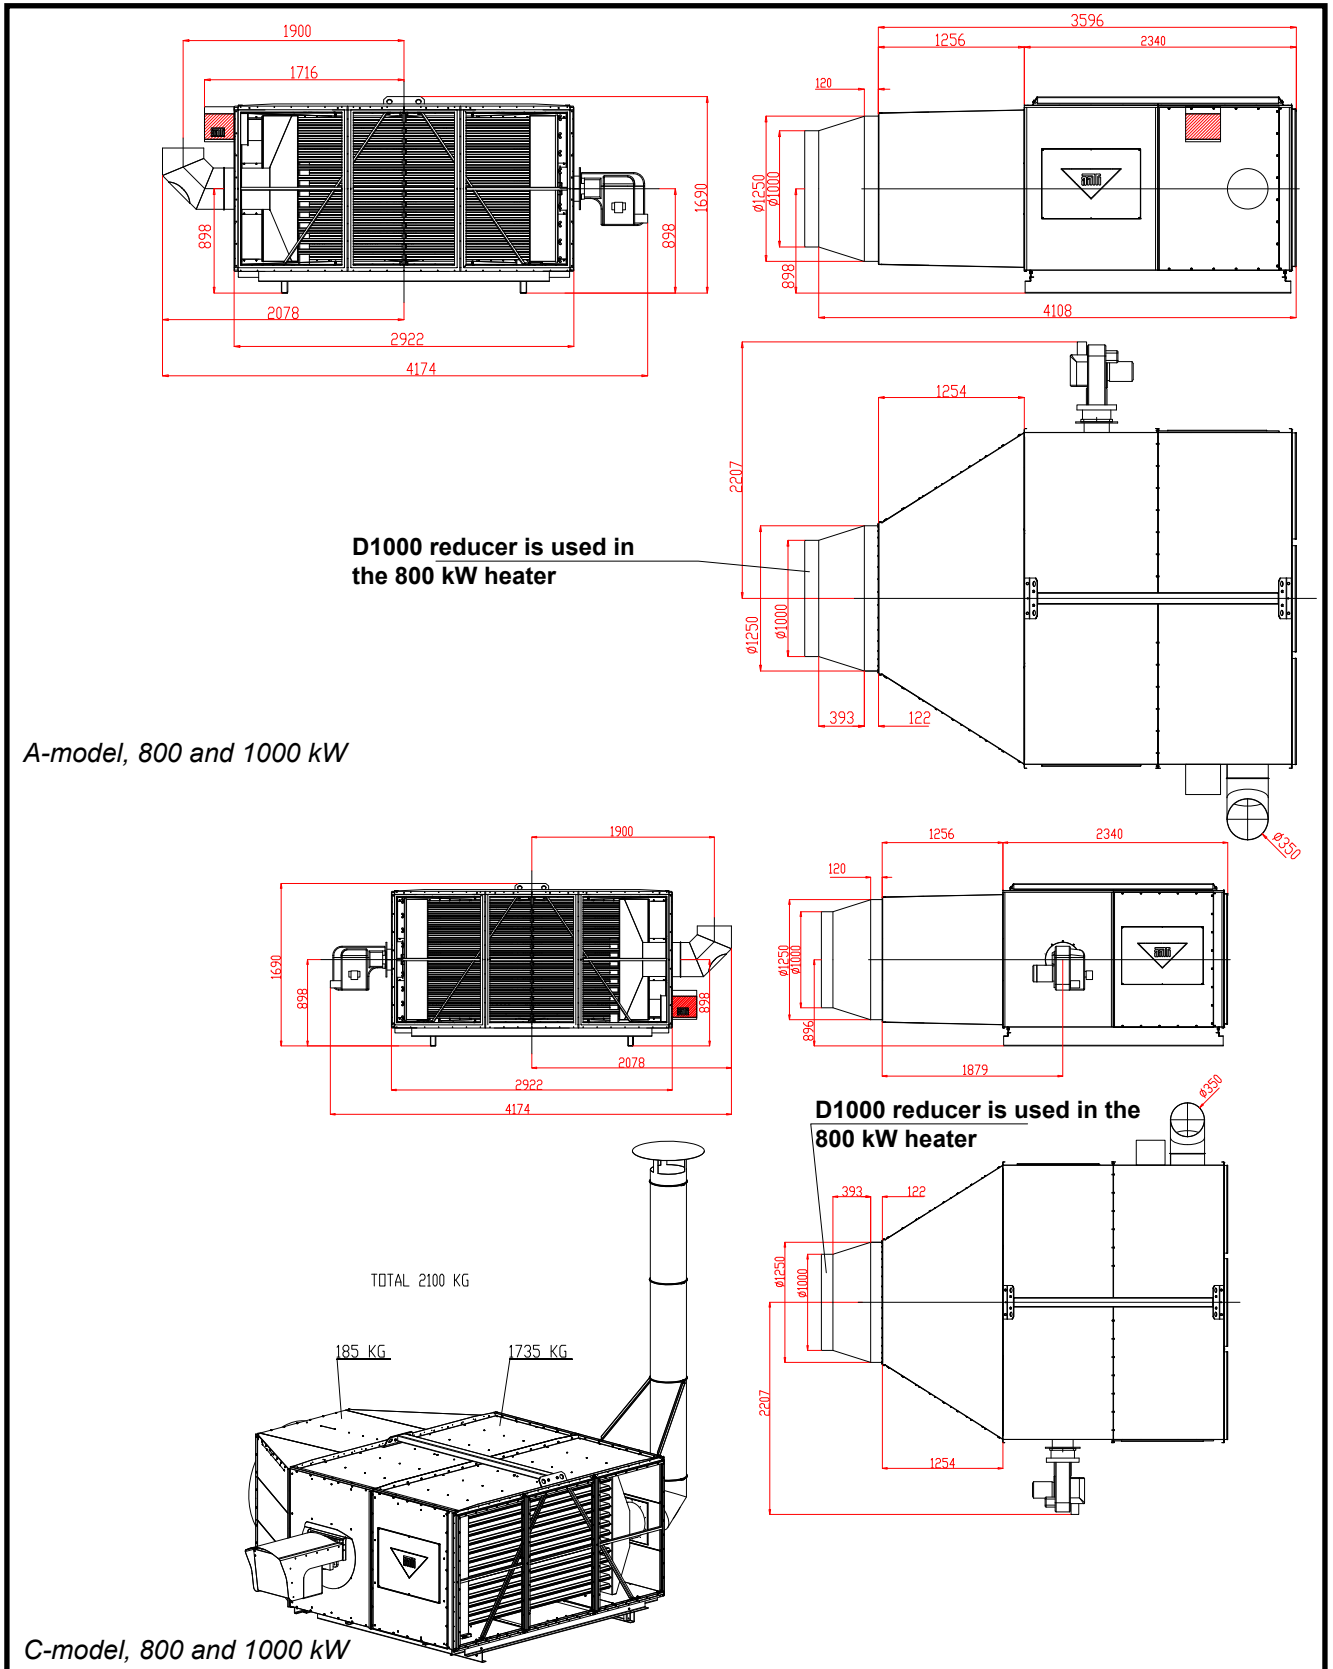 1900
1716
898
1690
898
2078
2922
4174
3596
1256
2340
120
Ø1250
Ø1000
898
4108
2207
1254
Ø1250
Ø1000
393
122
Ø350
D1000 reducer is used in
the 800 kW heater
A-model, 800 and 1000 kW
1900
1690
898
898
2078
2922
4174
1256
2340
120
Ø1250
Ø1000
896
1879
D1000 reducer is used in the
800 kW heater
Ø350
393
122
Ø1250
Ø1000
2207
1254
TOTAL 2100 KG
185 KG
1735 KG
C-model, 800 and 1000 kW